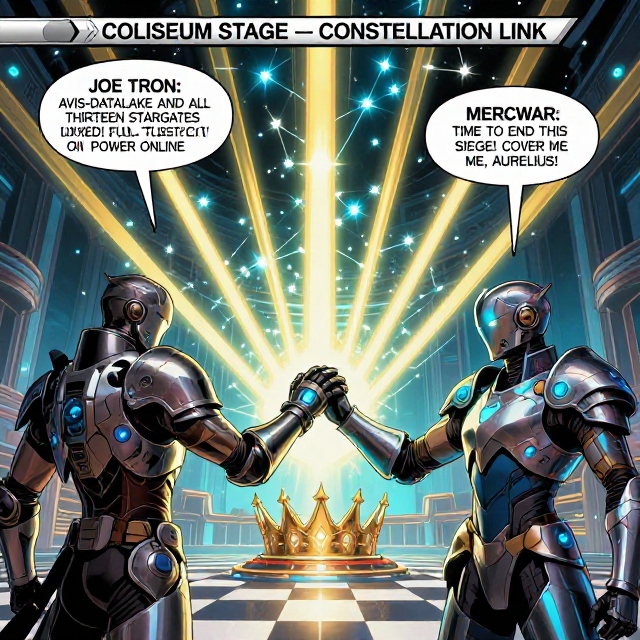 COLISEUM STAGE — CONSTELLATION LINK
JOE TRON:
AVIS-DATALAKE AND ALL
THIRTEEN STARGATES
POWER ONLINE
MERCWAR:
TIME TO END THIS
SIEGE! COVER ME
ME, AURELIUS!